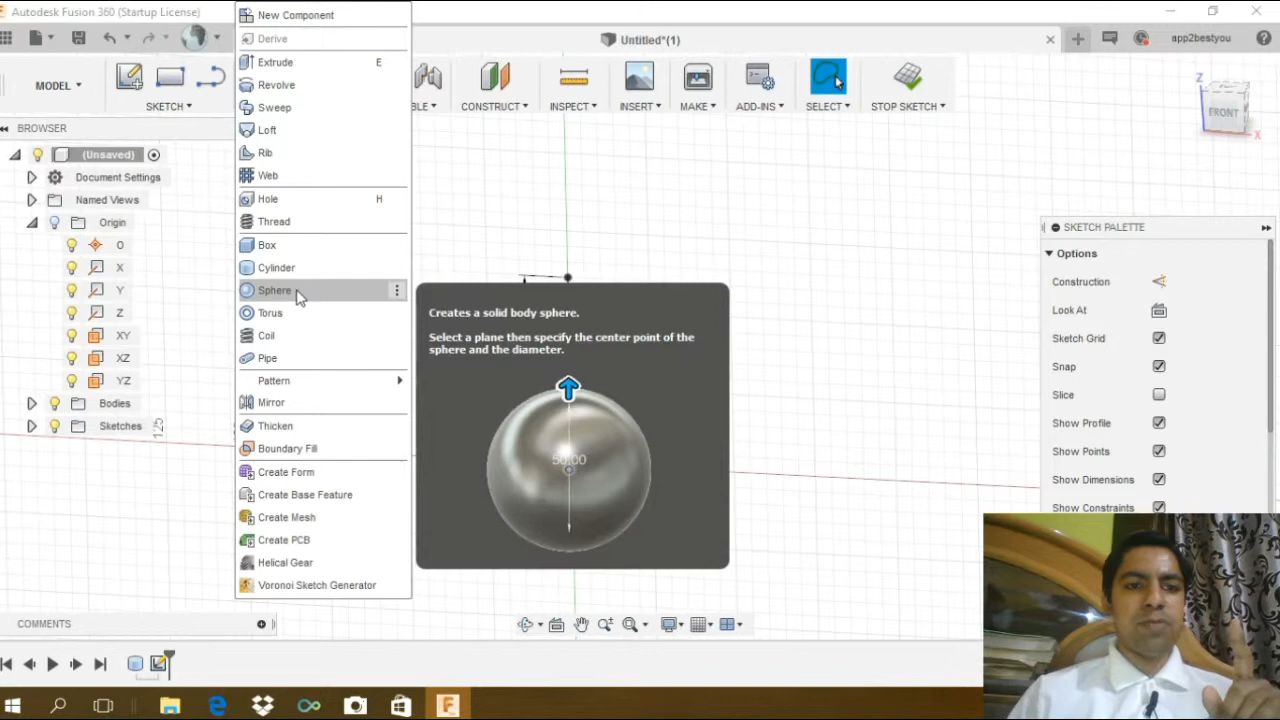 Autodesk Fusion 360 (Startup License)
Untitled*(1)
app2bestyou
MODEL
SKETCH
CONSTRUCT
INSPECT
INSERT
MAKE
ADD-INS
SELECT
STOP SKETCH
New Component
Derive
Extrude E
Revolve
Sweep
Loft
Rib
Web
Hole H
Thread
Box
Cylinder
Sphere
Torus
Coil
Pipe
Pattern
Mirror
Thicken
Boundary Fill
Create Form
Create Base Feature
Create Mesh
Create PCB
Helical Gear
Voronoi Sketch Generator
BROWSER
(Unsaved)
Document Settings
Named Views
Origin
O
X
Y
Z
XY
XZ
YZ
Bodies
Sketches
125
Creates a solid body sphere.
Select a plane then specify the center point of the
sphere and the diameter.
50.00
Z
FRONT
X
SKETCH PALETTE
Options
Construction
Look At
Sketch Grid
Snap
Slice
Show Profile
Show Points
Show Dimensions
Show Constraints
COMMENTS